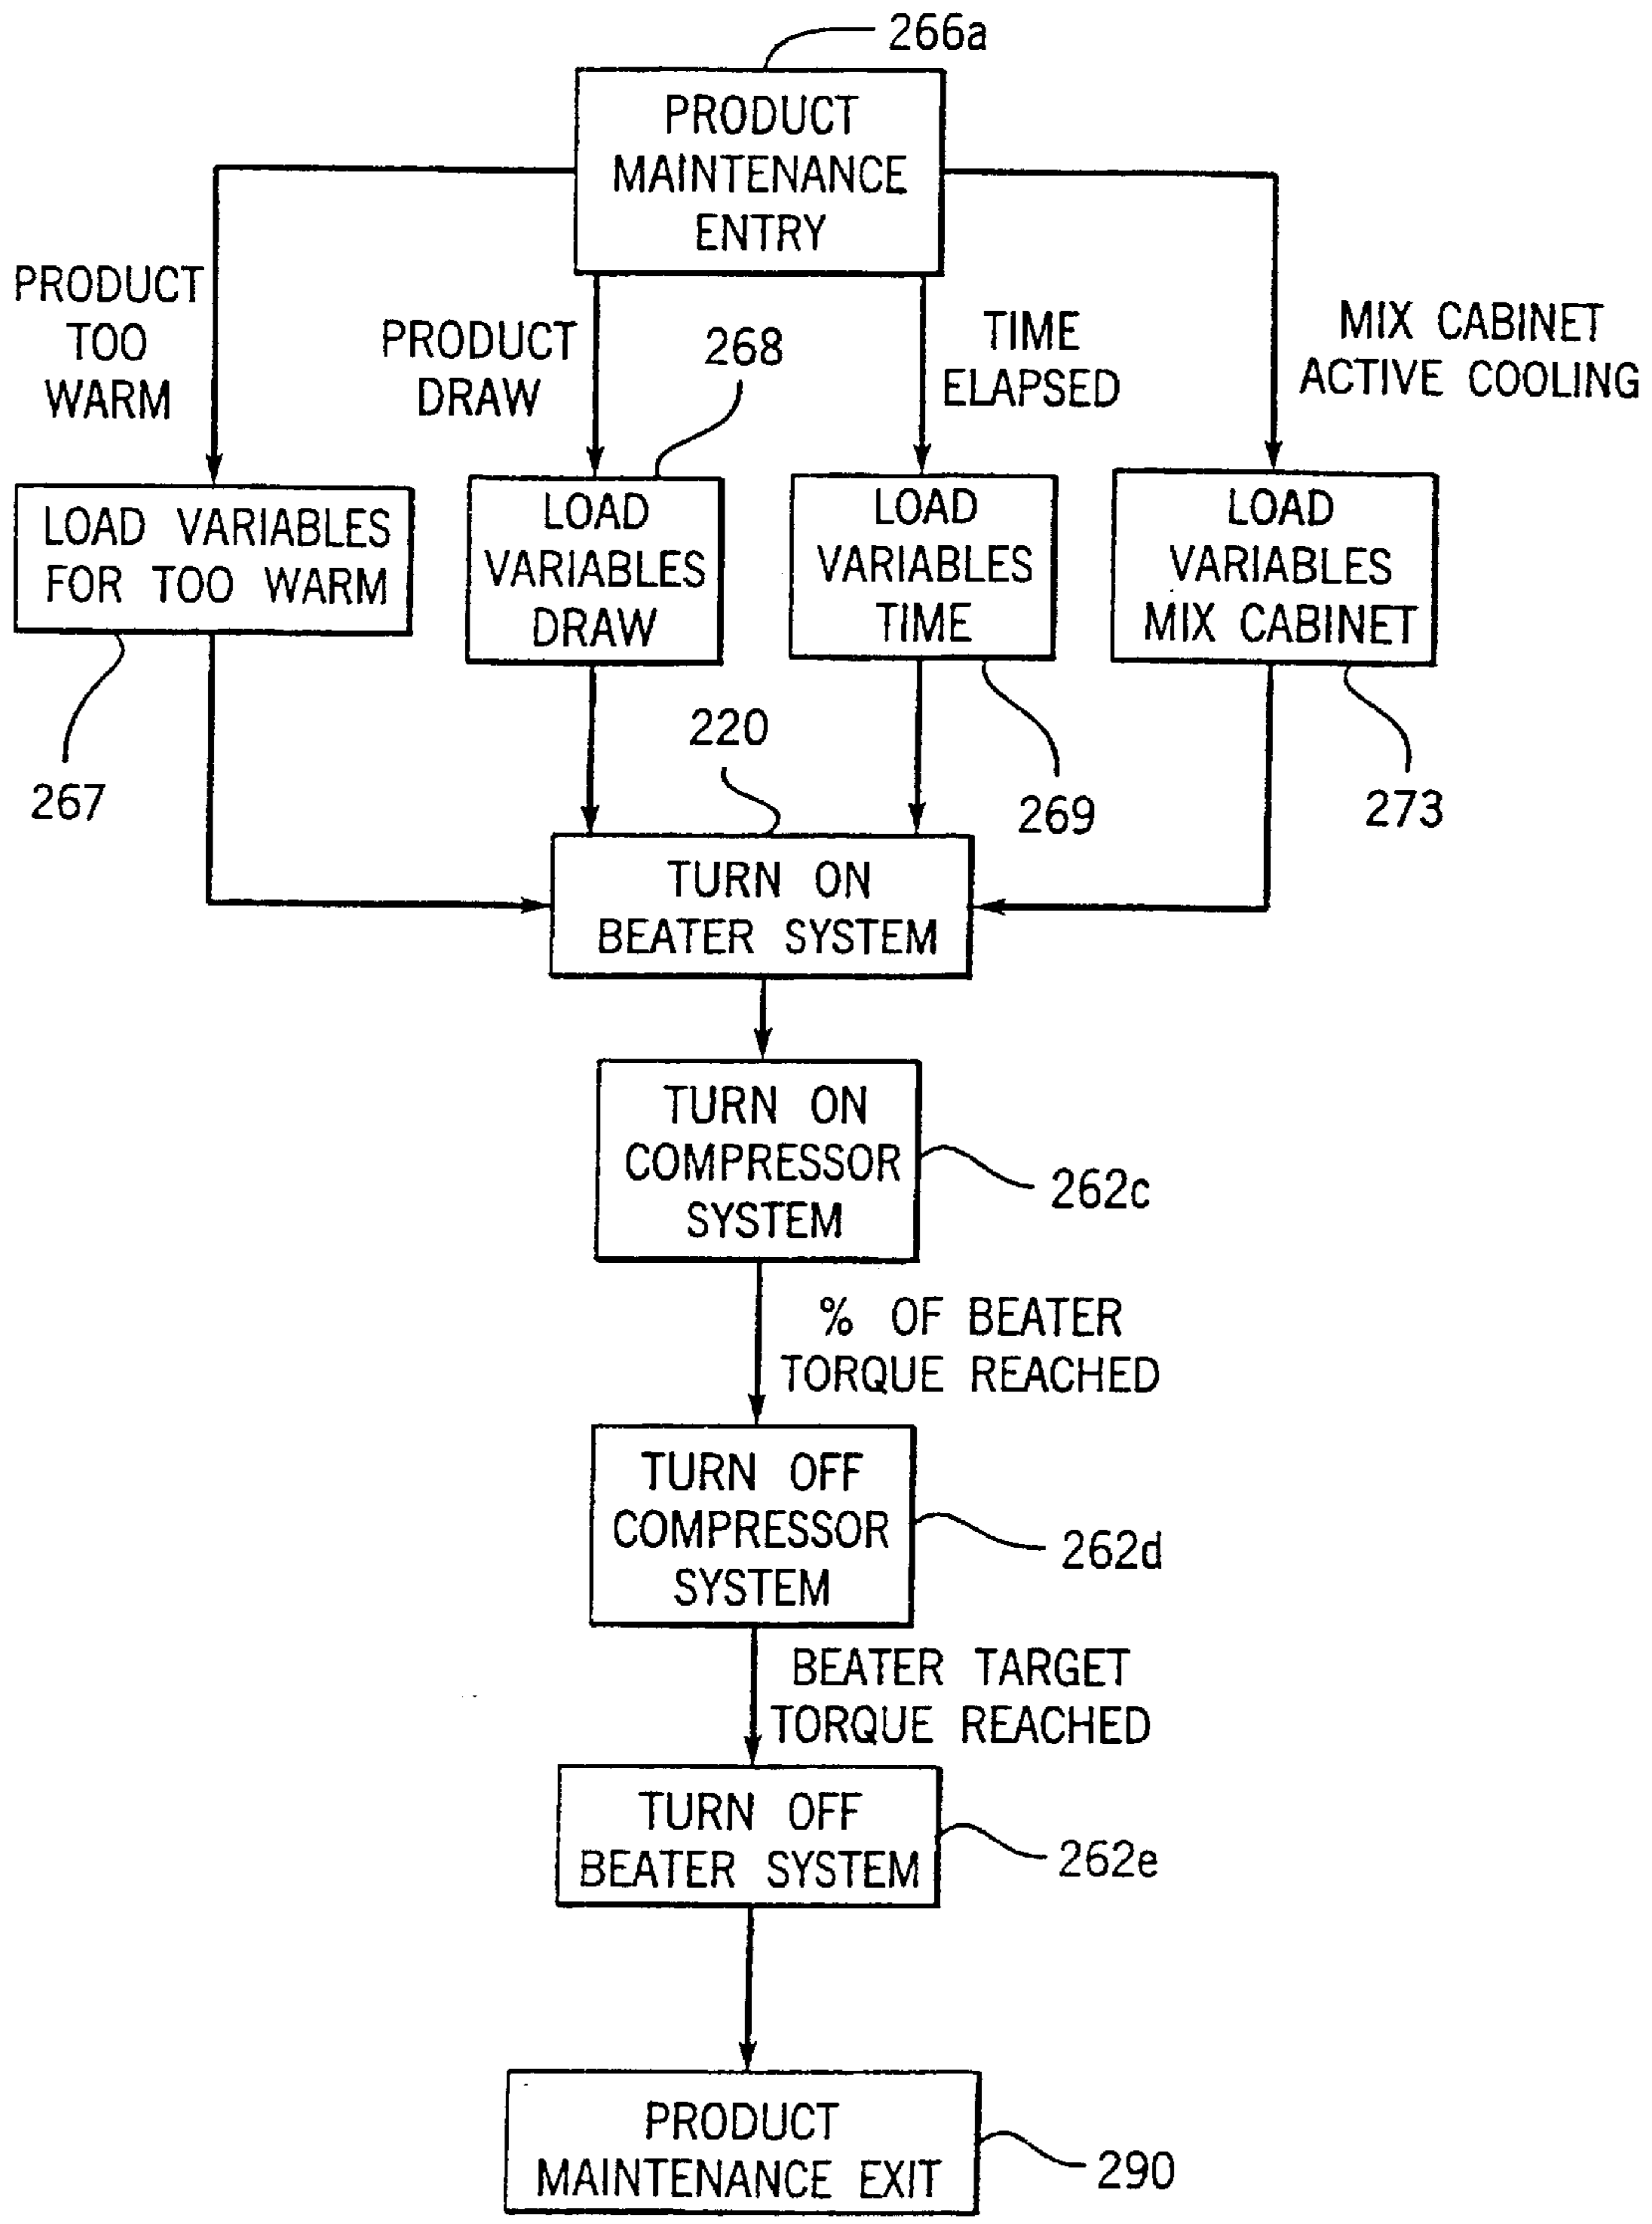 266a
PRODUCT
MAINTENANCE
ENTRY
PRODUCT
TOO
WARM
PRODUCT
DRAW
268
TIME
ELAPSED
MIX CABINET
ACTIVE COOLING
LOAD VARIABLES
FOR TOO WARM
LOAD
VARIABLES
DRAW
LOAD
VARIABLES
TIME
LOAD
VARIABLES
MIX CABINET
267
220
269
273
TURN ON
BEATER SYSTEM
TURN ON
COMPRESSOR
SYSTEM
262c
% OF BEATER
TORQUE REACHED
TURN OFF
COMPRESSOR
SYSTEM
262d
BEATER TARGET
TORQUE REACHED
TURN OFF
BEATER SYSTEM
262e
PRODUCT
MAINTENANCE EXIT
290